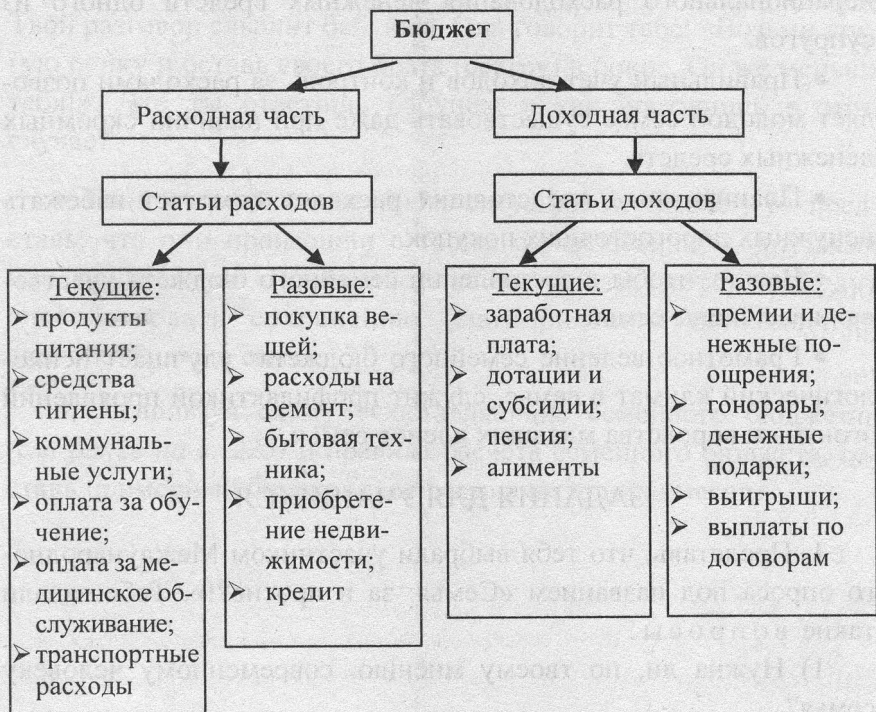 Бюджет
Расходная часть
Доходная часть
Статьи расходов
Статьи доходов
Текущие:
➢ продукты
питания;
➢ средства
гигиены;
➢ коммуналь-
ные услуги;
➢ оплата за обу-
чение;
➢ оплата за ме-
дицинское об-
служивание;
➢ транспортные
расходы
Разовые:
➢ покупка ве-
щей;
➢ расходы на
ремонт;
➢ бытовая тех-
ника;
➢ приобрете-
ние недви-
жимости;
➢ кредит
Текущие:
➢ заработная
плата;
➢ дотации и
субсидии;
➢ пенсия;
➢ алименты
Разовые:
➢ премии и де-
нежные по-
ощрения;
➢ гонорары;
➢ денежные
подарки;
➢ выигрыши;
➢ выплаты по
договорам